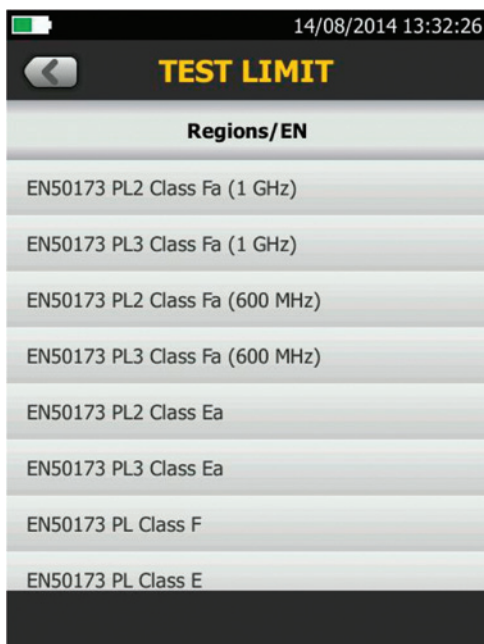 14/08/2014 13:32:26
TEST LIMIT
Regions/EN
EN50173 PL2 Class Fa (1 GHz)
EN50173 PL3 Class Fa (1 GHz)
EN50173 PL2 Class Fa (600 MHz)
EN50173 PL3 Class Fa (600 MHz)
EN50173 PL2 Class Ea
EN50173 PL3 Class Ea
EN50173 PL Class F
EN50173 PL Class E